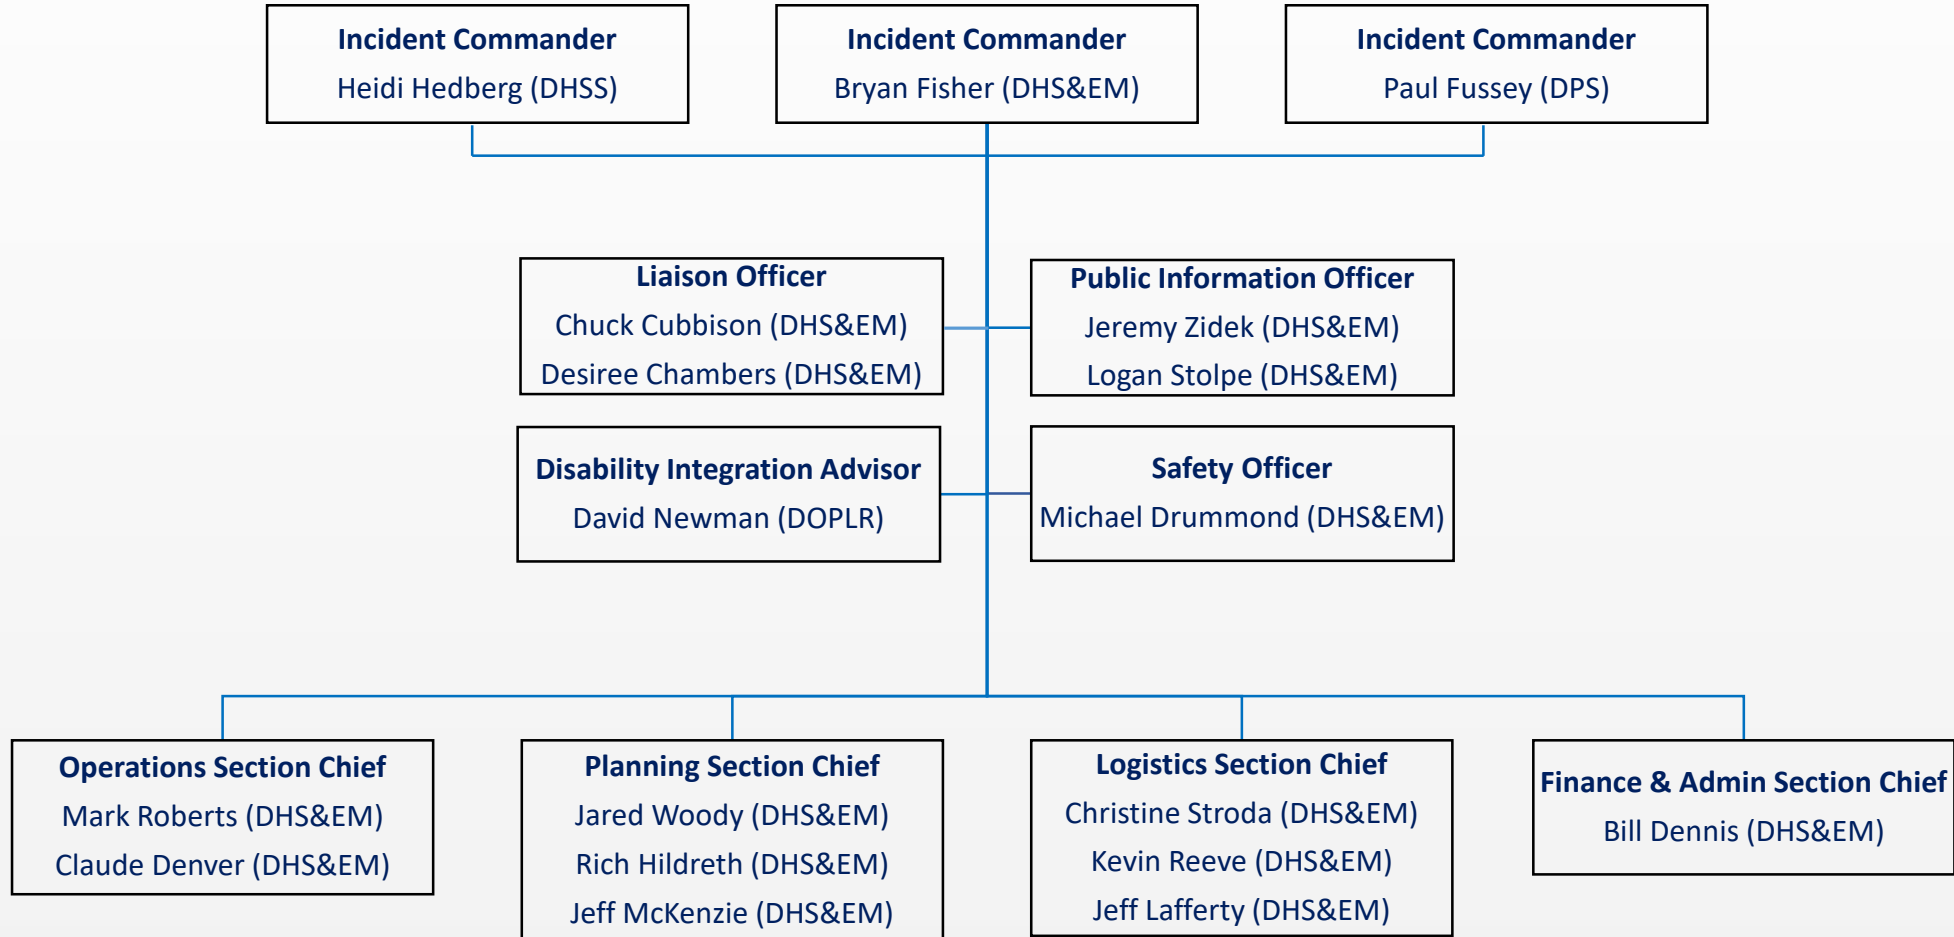 Incident Commander
Heidi Hedberg (DHSS)
Incident Commander
Bryan Fisher (DHS&EM)
Incident Commander
Paul Fussey (DPS)
Liaison Officer
Chuck Cubbison (DHS&EM)
Desiree Chambers (DHS&EM)
Public Information Officer
Jeremy Zidek (DHS&EM)
Logan Stolpe (DHS&EM)
Disability Integration Advisor
David Newman (DOPLR)
Safety Officer
Michael Drummond (DHS&EM)
Operations Section Chief
Mark Roberts (DHS&EM)
Claude Denver (DHS&EM)
Planning Section Chief
Jared Woody (DHS&EM)
Rich Hildreth (DHS&EM)
Jeff McKenzie (DHS&EM)
Logistics Section Chief
Christine Stroda (DHS&EM)
Kevin Reeve (DHS&EM)
Jeff Lafferty (DHS&EM)
Finance & Admin Section Chief
Bill Dennis (DHS&EM)